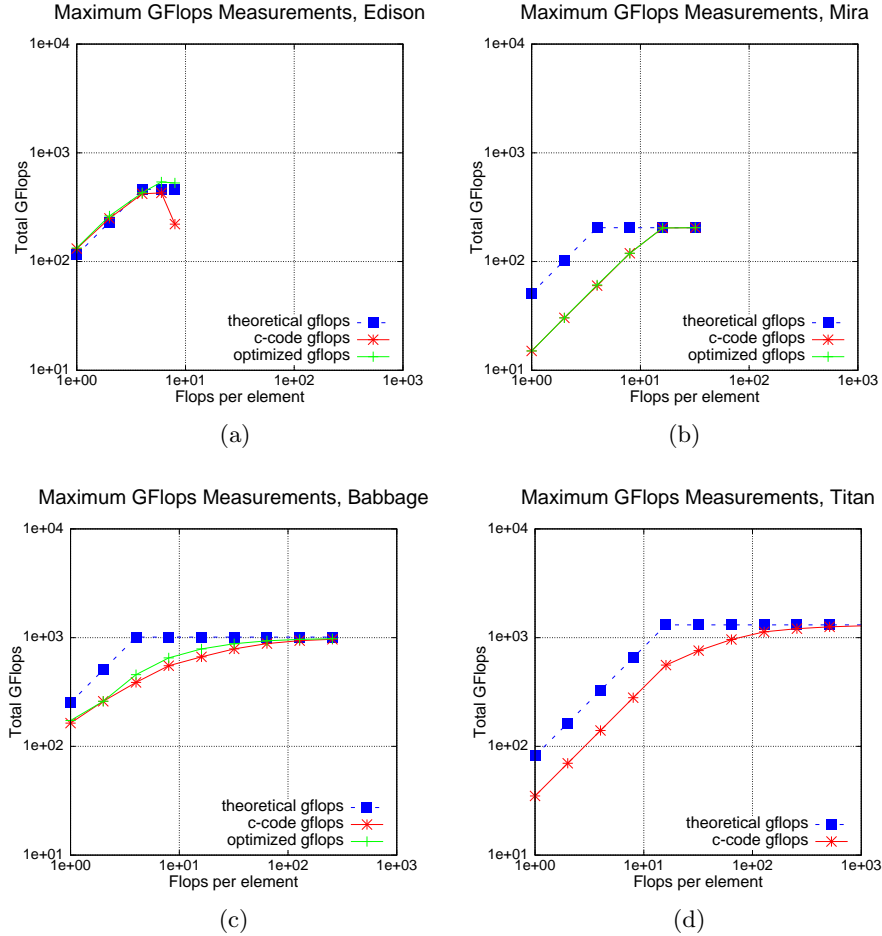 Maximum GFlops Measurements, Edison
1e+04
1e+03
Total GFlops
1e+02
theoretical gflops
c-code gflops
optimized gflops
1e+01
1e+00
1e+01
1e+02
1e+03
Flops per element
(a)
Maximum GFlops Measurements, Mira
1e+04
1e+03
Total GFlops
1e+02
theoretical gflops
c-code gflops
optimized gflops
1e+01
1e+00
1e+01
1e+02
1e+03
Flops per element
(b)
Maximum GFlops Measurements, Babbage
1e+04
1e+03
Total GFlops
1e+02
theoretical gflops
c-code gflops
optimized gflops
1e+01
1e+00
1e+01
1e+02
1e+03
Flops per element
(c)
Maximum GFlops Measurements, Titan
1e+04
1e+03
Total GFlops
1e+02
theoretical gflops
c-code gflops
1e+01
1e+00
1e+01
1e+02
1e+03
Flops per element
(d)